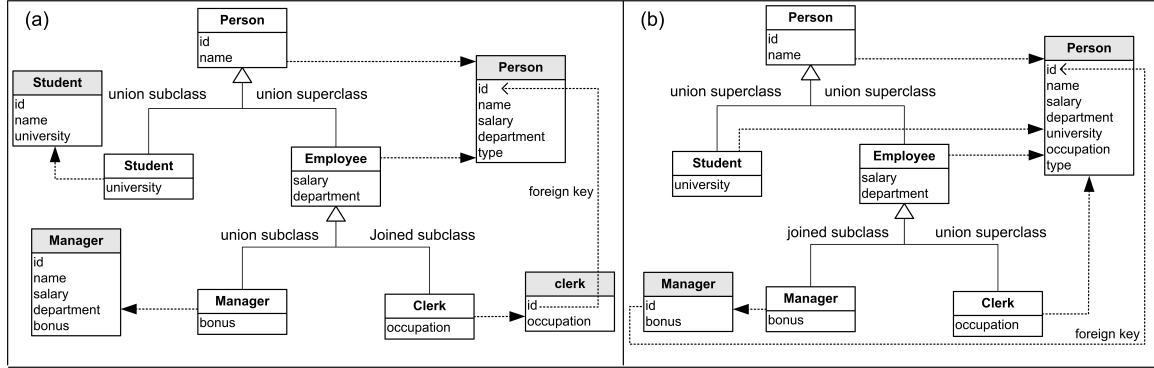 (a)
Person
id
name
Student
id
name
university
union subclass
union superclass
Person
id
name
salary
department
type
Student
university
Employee
salary
department
foreign key
union subclass
Joined subclass
Manager
id
name
salary
department
bonus
Manager
bonus
Clerk
occupation
clerk
id
occupation
(b)
Person
id
name
Person
id
name
salary
department
university
occupation
type
union superclass
union superclass
Student
university
Employee
salary
department
joined subclass
union superclass
Manager
id
bonus
Manager
bonus
Clerk
occupation
foreign key